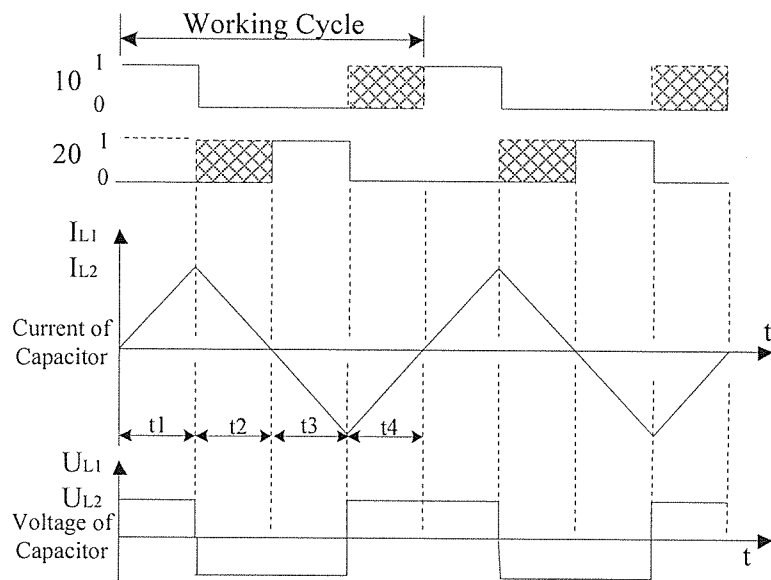 Working Cycle
10 1
0
20 1
0
IL1
IL2
Current of
Capacitor
t
t1 t2 t3 t4
UL1
UL2
Voltage of
Capacitor
t